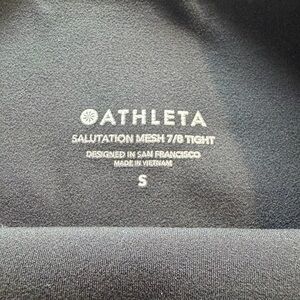 ATHLETA
SALUTATION MESH 7/8 TIGHT
DESIGNED IN SAN FRANCISCO
MADE IN VIETNAM
S